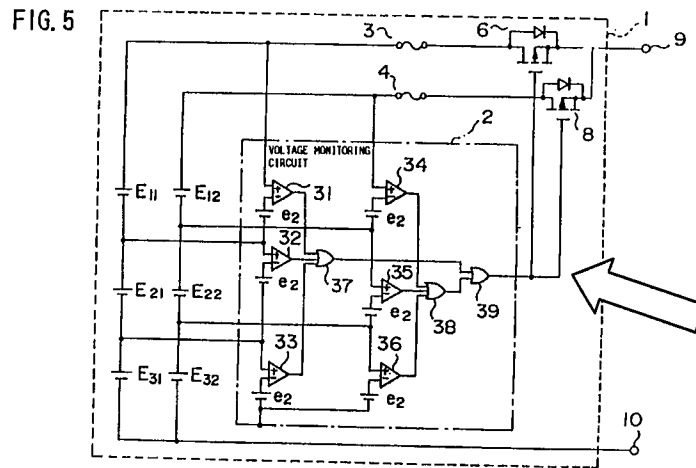 FIG. 5
3
6
1
9
4
8
2
VOLTAGE MONITORING
CIRCUIT
31
34
E11
E12
e2
e2
32
37
35
39
E21
E22
e2
e2
38
33
36
E31
E32
e2
e2
10